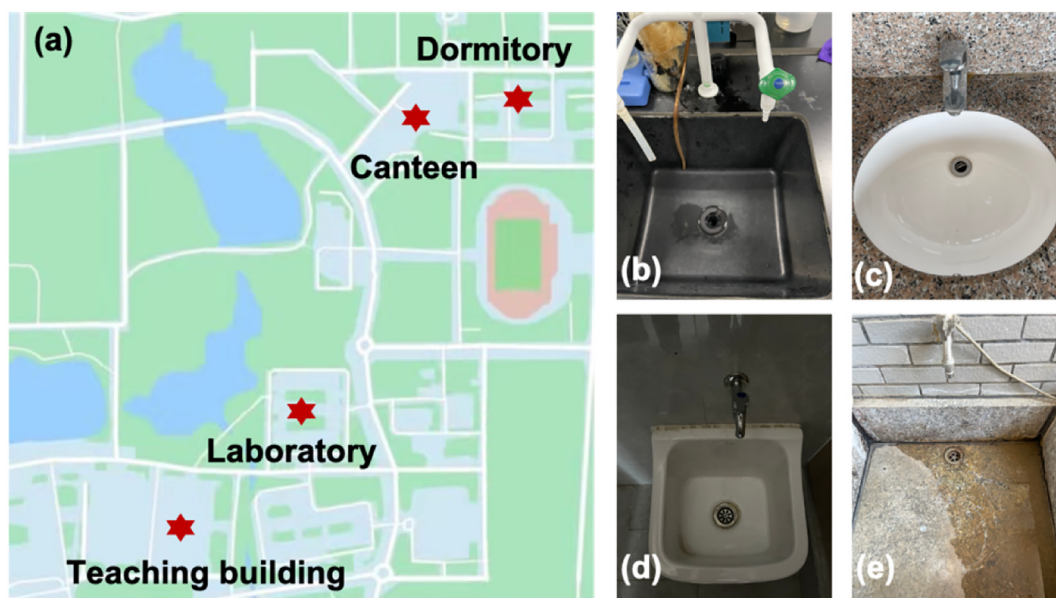 (a)
Dormitory
Canteen
Laboratory
Teaching building
(b)
(c)
(d)
(e)